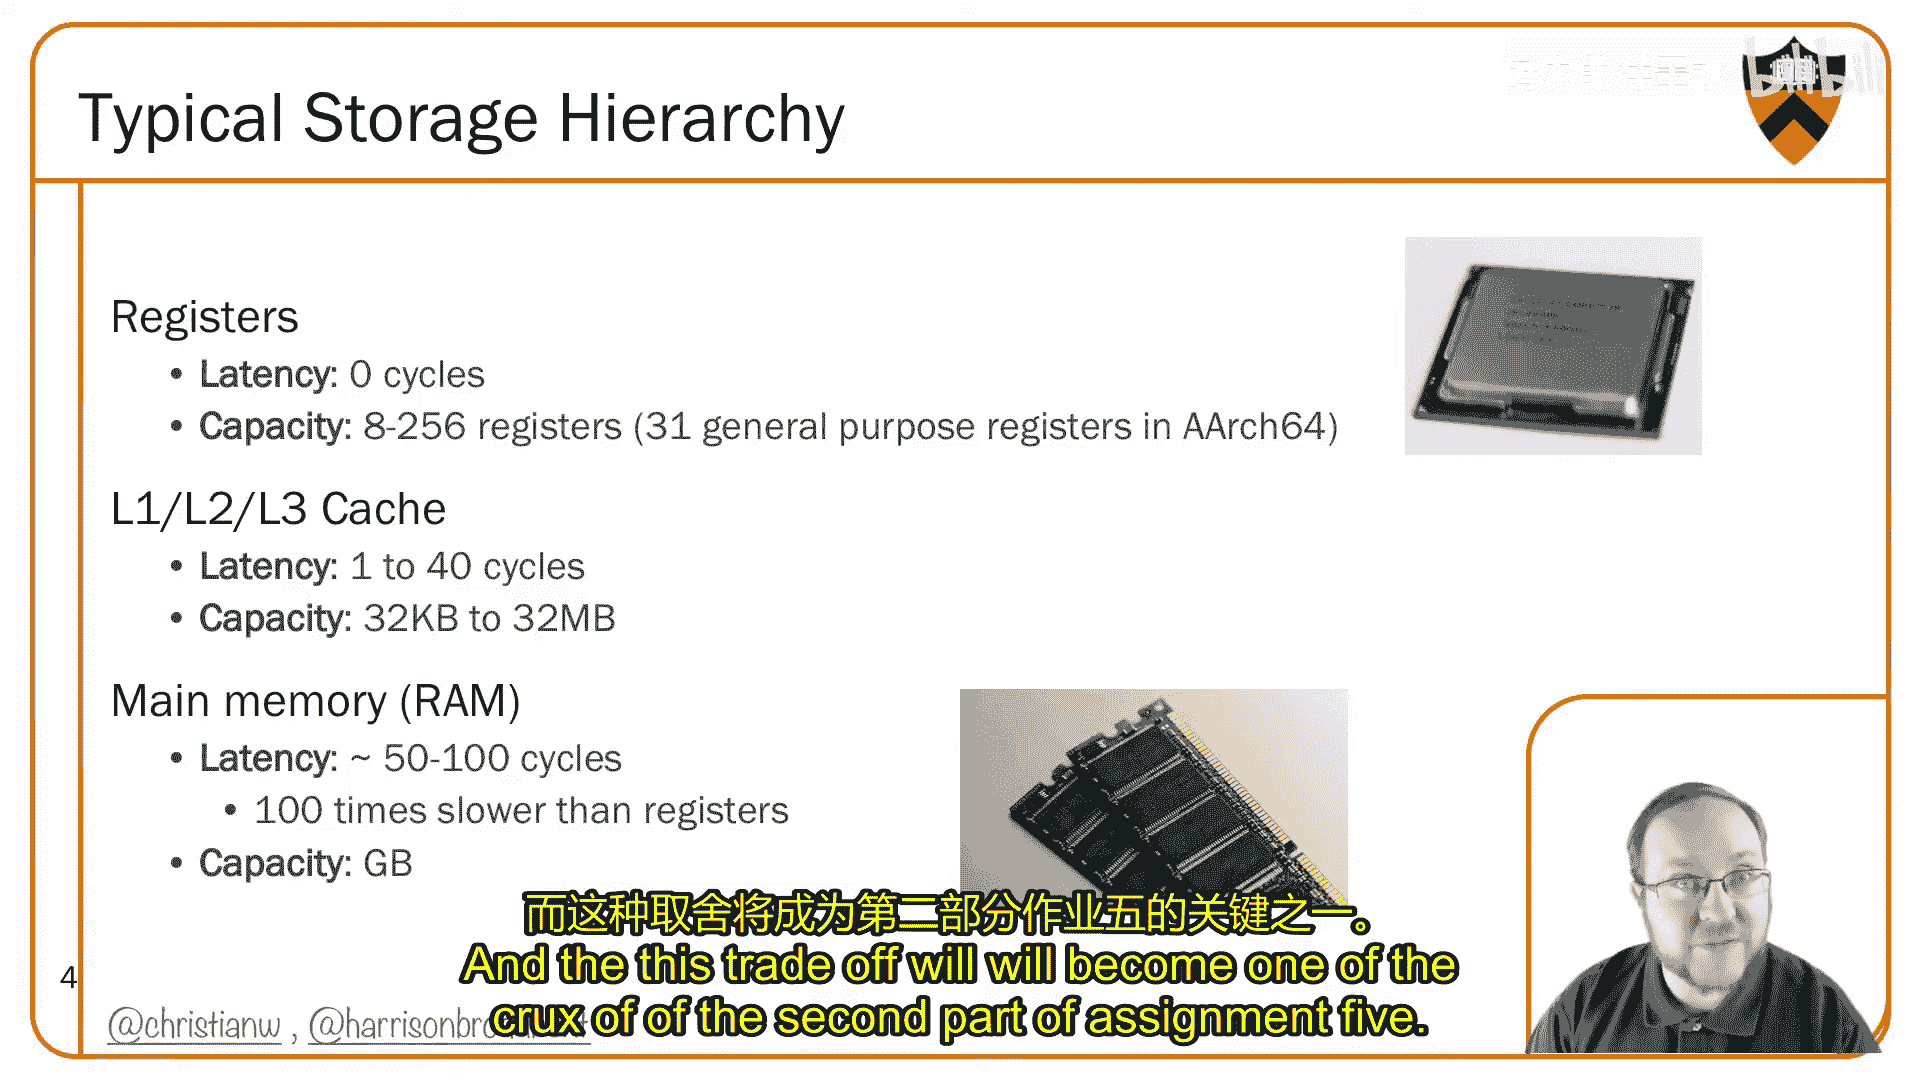 Typical Storage Hierarchy
Registers
• Latency: 0 cycles
• Capacity: 8-256 registers (31 general purpose registers in AArch64)
L1/L2/L3 Cache
• Latency: 1 to 40 cycles
• Capacity: 32KB to 32MB
Main memory (RAM)
• Latency: ~ 50-100 cycles
• 100 times slower than registers
• Capacity: GB
而这种取舍将成为第二部分作业五的关键之一。
And the this trade off will will become one of the
crux of of the second part of assignment five.
4
@christianw ,